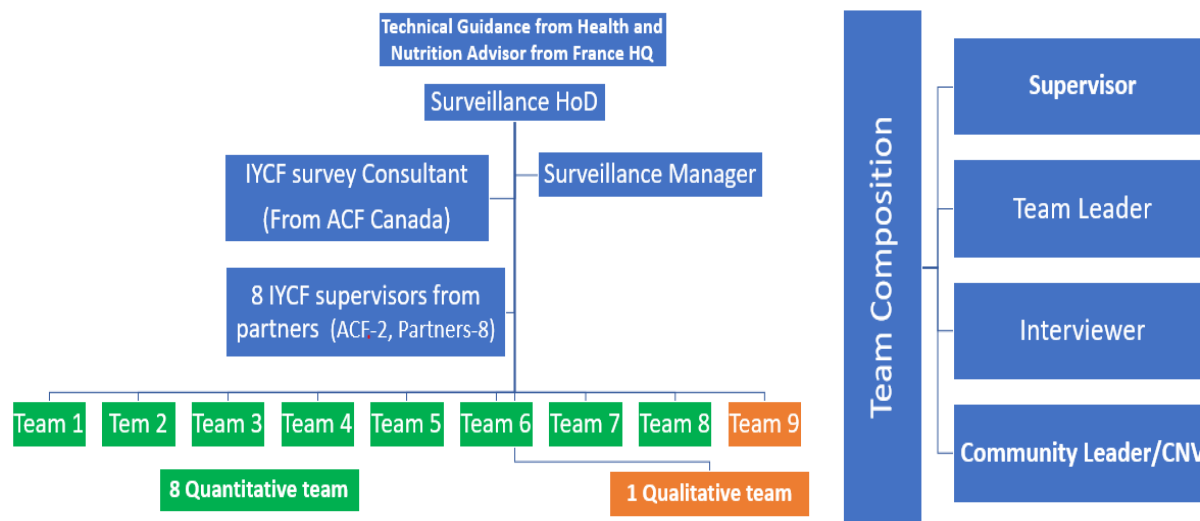 Technical Guidance from Health and
Nutrition Advisor from France HQ
Surveillance HoD
IYCF survey Consultant
(From ACF Canada)
Surveillance Manager
8 IYCF supervisors from
partners (ACF-2, Partners-8)
Team 1
Tem 2
Team 3
Team 4
Team 5
Team 6
Team 7
Team 8
Team 9
8 Quantitative team
1 Qualitative team
Team Composition
Supervisor
Team Leader
Interviewer
Community Leader/CNV